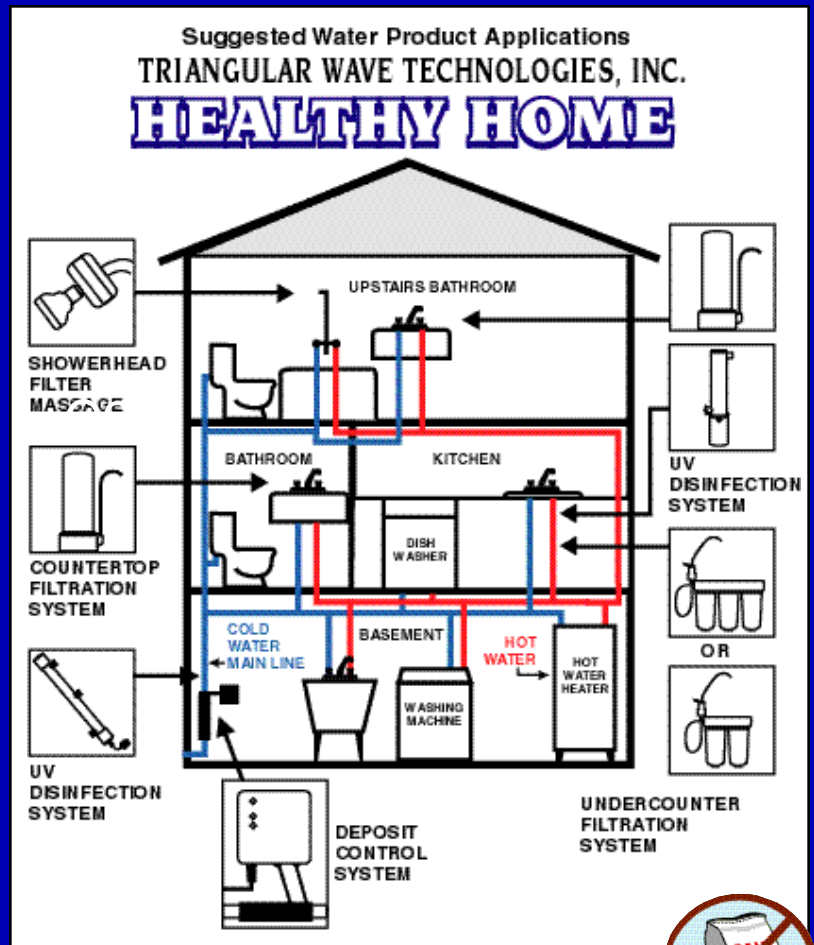 Suggested Water Product Applications
TRIANGULAR WAVE TECHNOLOGIES, INC.
HEALTHY HOME
UPSTAIRS BATHROOM
SHOWERHEAD
FILTER
MASSAGE
UV
DISINFECTION
SYSTEM
BATHROOM
KITCHEN
DISH
WASHER
COUNTERTOP
FILTRATION
SYSTEM
COLD
WATER
MAIN LINE
BASEMENT
HOT
WATER
HOT
WATER
HEATER
WASHING
MACHINE
OR
UV
DISINFECTION
SYSTEM
DEPOSIT
CONTROL
SYSTEM
UNDERCOUNTER
FILTRATION
SYSTEM